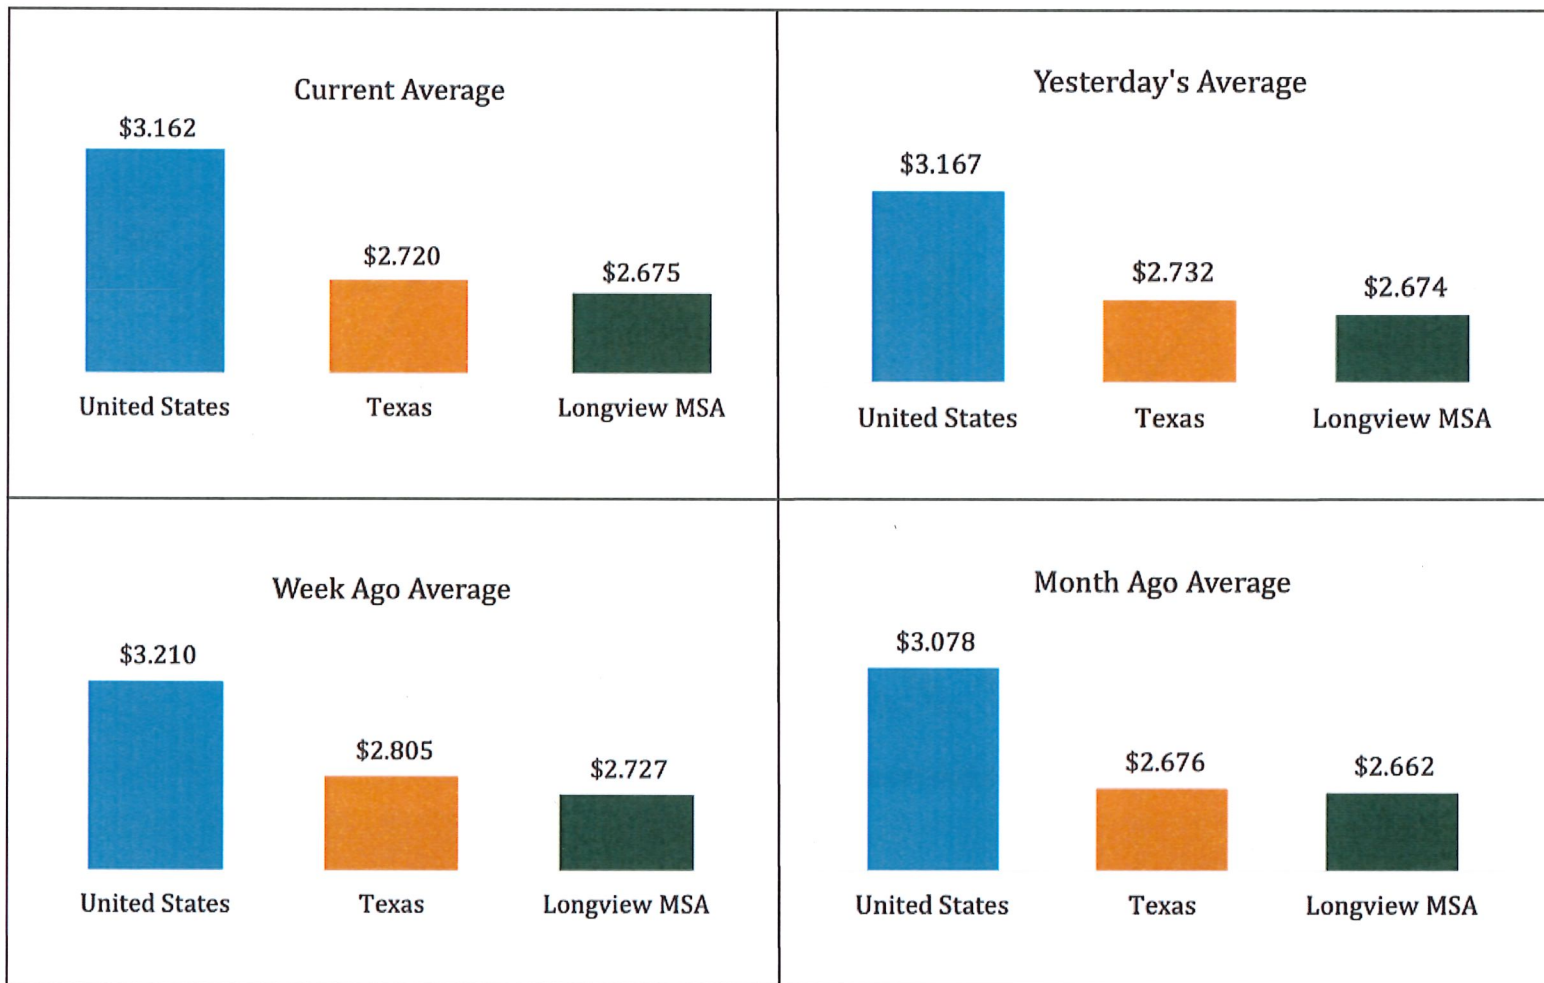 Current Average
$3.162
$2.720
$2.675
United States
Texas
Longview MSA
Yesterday's Average
$3.167
$2.732
$2.674
United States
Texas
Longview MSA
Week Ago Average
$3.210
$2.805
$2.727
United States
Texas
Longview MSA
Month Ago Average
$3.078
$2.676
$2.662
United States
Texas
Longview MSA